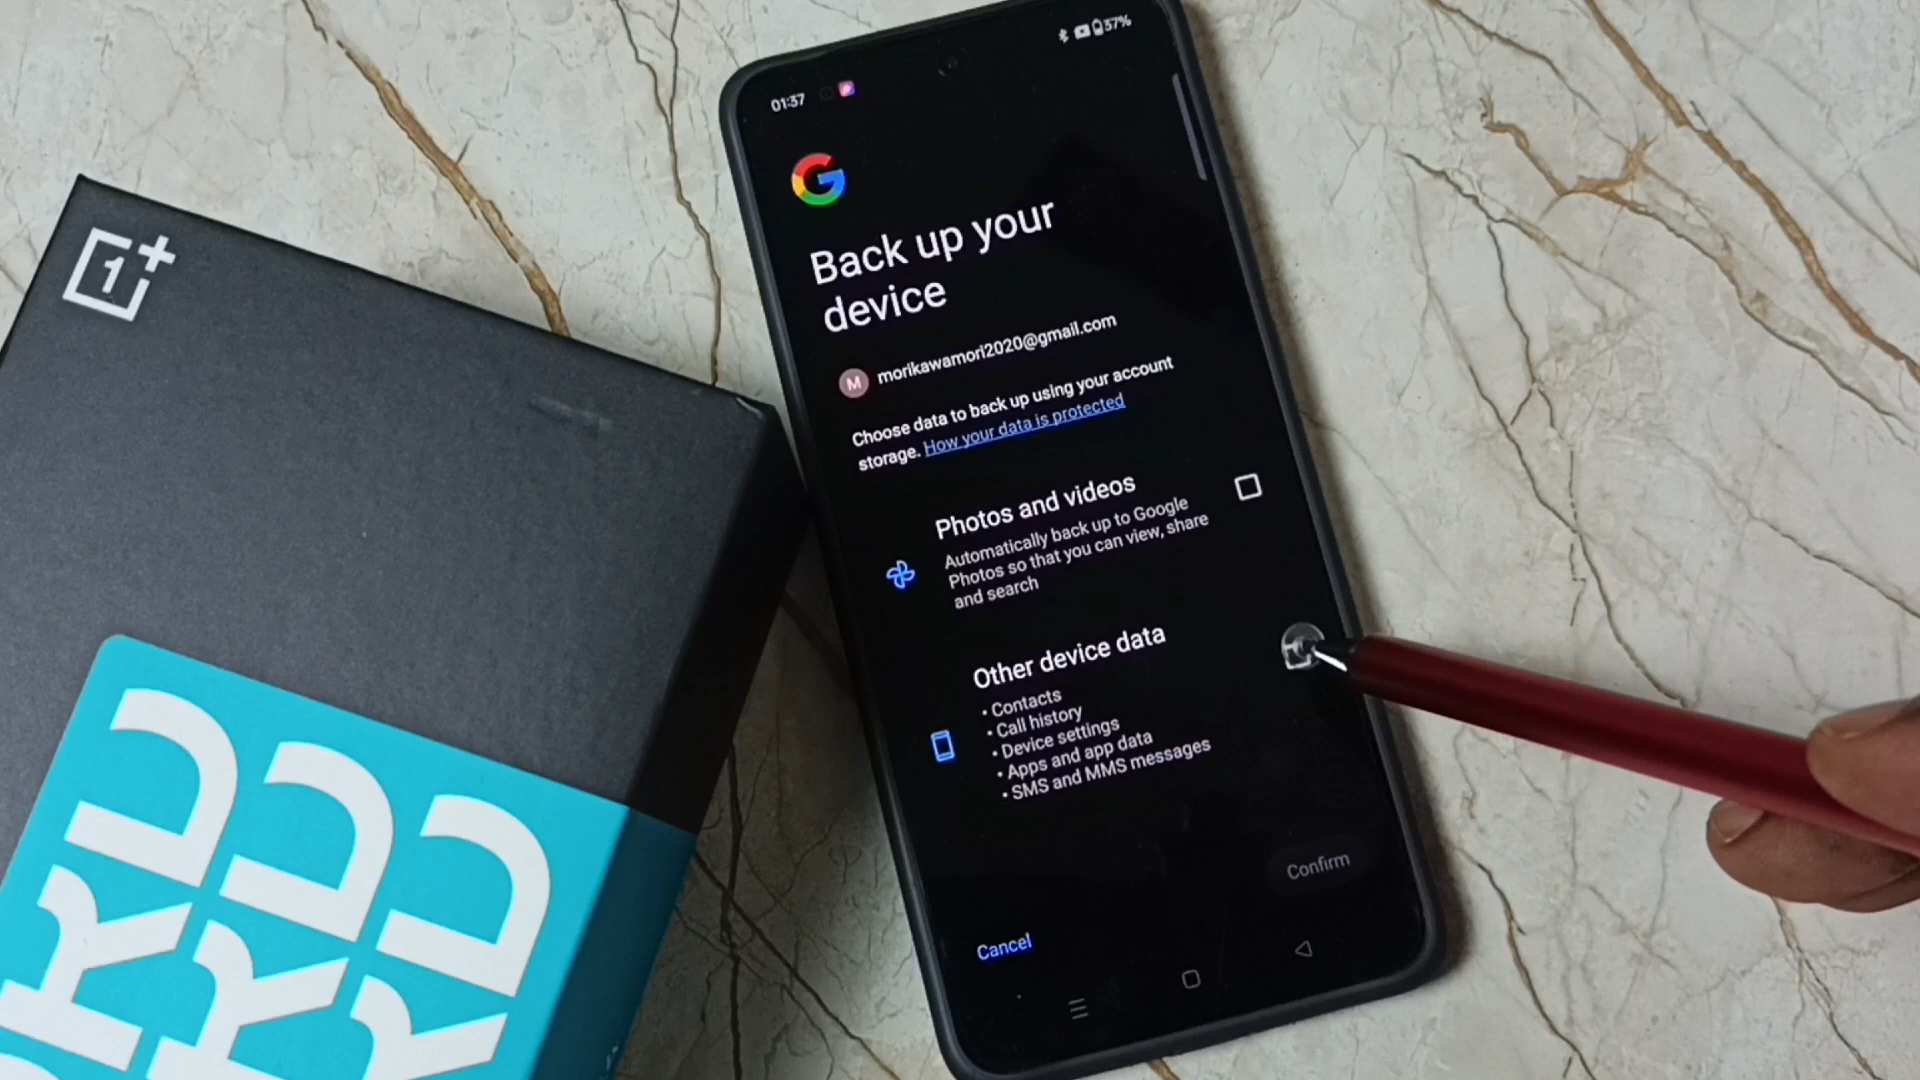 01:37
37%
Back up your
device
M
morikawamori2020@gmail.com
Choose data to back up using your account
storage. How your data is protected
Photos and videos
Automatically back up to Google
Photos so that you can view, share
and search
Other device data
• Contacts
• Call history
• Device settings
• Apps and app data
• SMS and MMS messages
Confirm
Cancel
1+